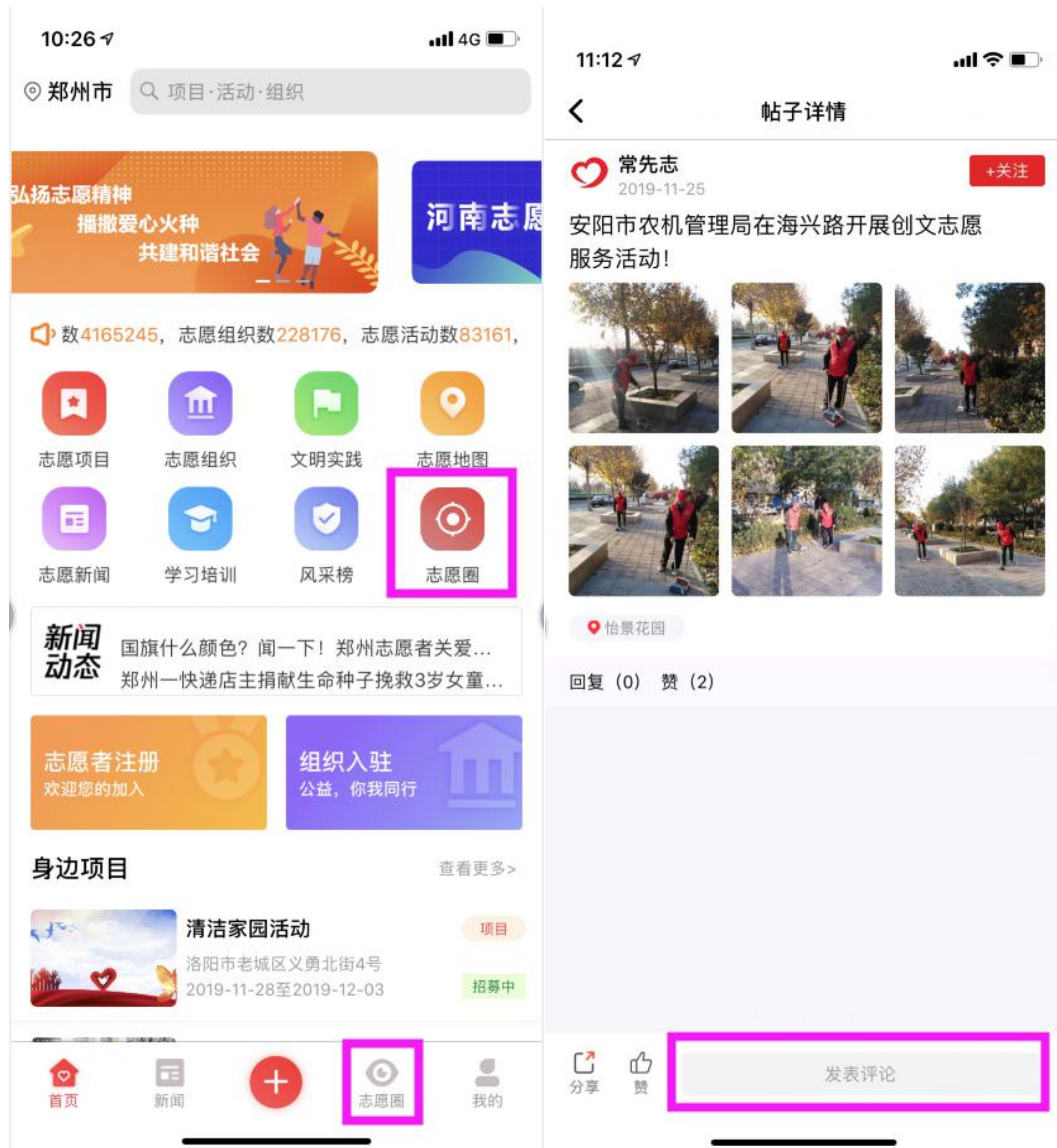 10:26
4G
郑州市
项目·活动·组织
弘扬志愿精神
播撒爱心火种
共建和谐社会
河南志愿
数4165245，志愿组织数228176，志愿活动数83161，
志愿项目 志愿组织 文明实践 志愿地图
志愿新闻 学习培训 风采榜 志愿圈
新闻
动态
国旗什么颜色？闻一下！郑州志愿者关爱...
郑州一快递店主捐献生命种子挽救3岁女童...
志愿者注册
欢迎您的加入
组织入驻
公益，你我同行
身边项目
查看更多>
清洁家园活动
项目
洛阳市老城区义勇北街4号
2019-11-28至2019-12-03
招募中
首页 新闻 志愿圈 我的
11:12
帖子详情
常先志
2019-11-25
+关注
安阳市农机管理局在海兴路开展创文志愿
服务活动！
怡景花园
回复（0） 赞（2）
分享 赞
发表评论